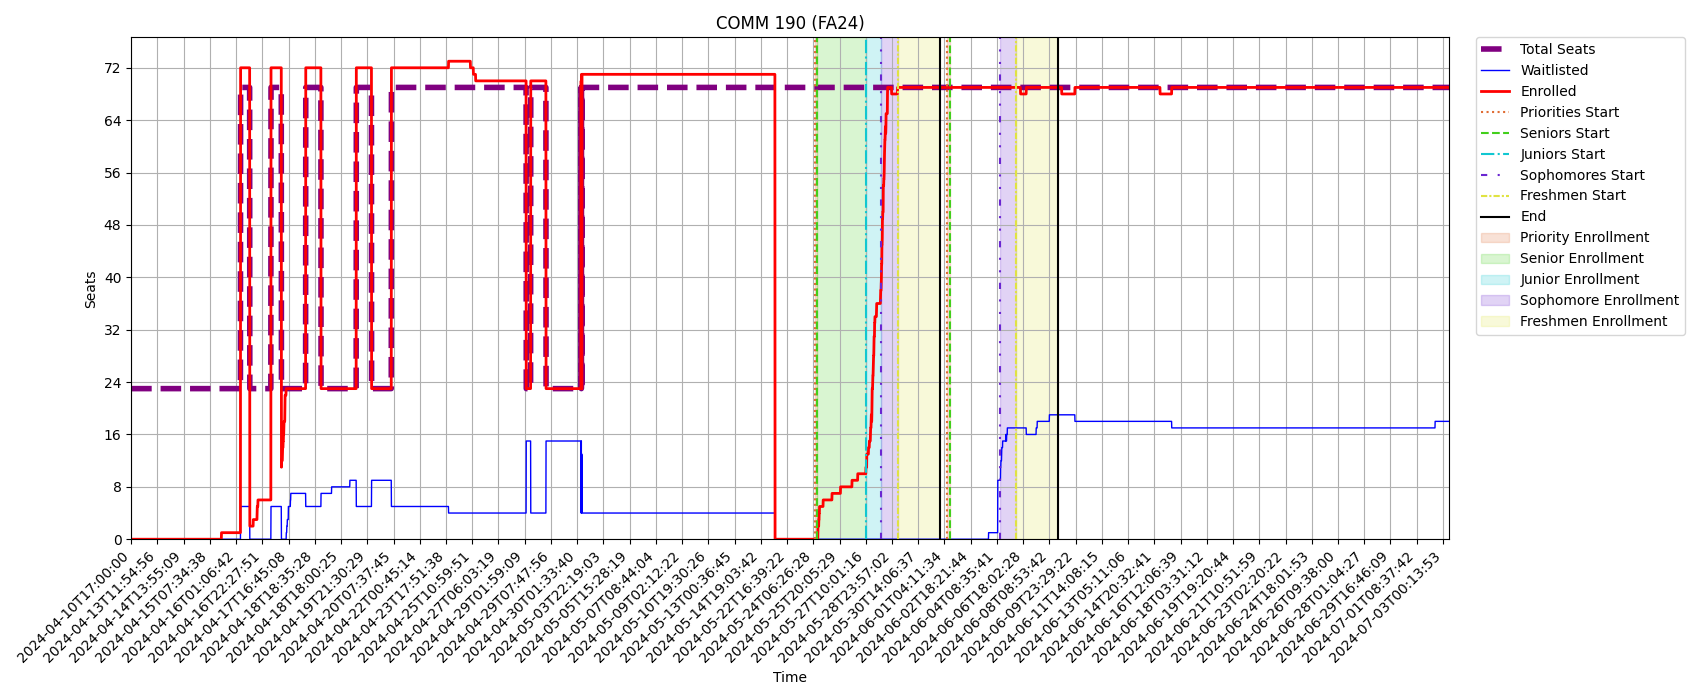 COMM 190 (FA24)
Total Seats
Waitlisted
Enrolled
Priorities Start
Seniors Start
Juniors Start
Sophomores Start
Freshmen Start
End
Priority Enrollment
Senior Enrollment
Junior Enrollment
Sophomore Enrollment
Freshmen Enrollment
Seats
72
64
56
48
40
32
24
16
8
0
2024-04-10T17:00:00
2024-04-13T11:54:56
2024-04-14T13:55:09
2024-04-15T07:34:38
2024-04-16T01:06:42
2024-04-16T22:27:51
2024-04-17T16:45:08
2024-04-18T18:35:28
2024-04-18T18:00:25
2024-04-19T21:30:29
2024-04-20T07:37:45
2024-04-22T00:45:14
2024-04-23T17:51:38
2024-04-25T10:59:51
2024-04-27T06:03:19
2024-04-29T01:59:09
2024-04-29T07:47:56
2024-04-30T01:33:40
2024-05-03T22:19:03
2024-05-05T15:28:19
2024-05-07T08:44:04
2024-05-09T02:12:22
2024-05-10T19:30:26
2024-05-13T00:36:45
2024-05-14T19:03:42
2024-05-22T16:39:22
2024-05-24T06:26:28
2024-05-25T20:05:29
2024-05-27T10:01:16
2024-05-28T23:57:02
2024-05-30T14:06:37
2024-06-01T04:11:34
2024-06-02T18:21:44
2024-06-04T08:35:41
2024-06-06T18:02:28
2024-06-08T08:53:42
2024-06-09T23:29:22
2024-06-11T14:08:15
2024-06-13T05:11:06
2024-06-14T20:32:41
2024-06-16T12:06:39
2024-06-18T03:31:12
2024-06-19T19:20:44
2024-06-21T10:51:59
2024-06-23T02:20:22
2024-06-24T18:01:53
2024-06-26T09:38:00
2024-06-28T01:04:27
2024-06-29T16:46:09
2024-07-01T08:37:42
2024-07-03T00:13:53
Time